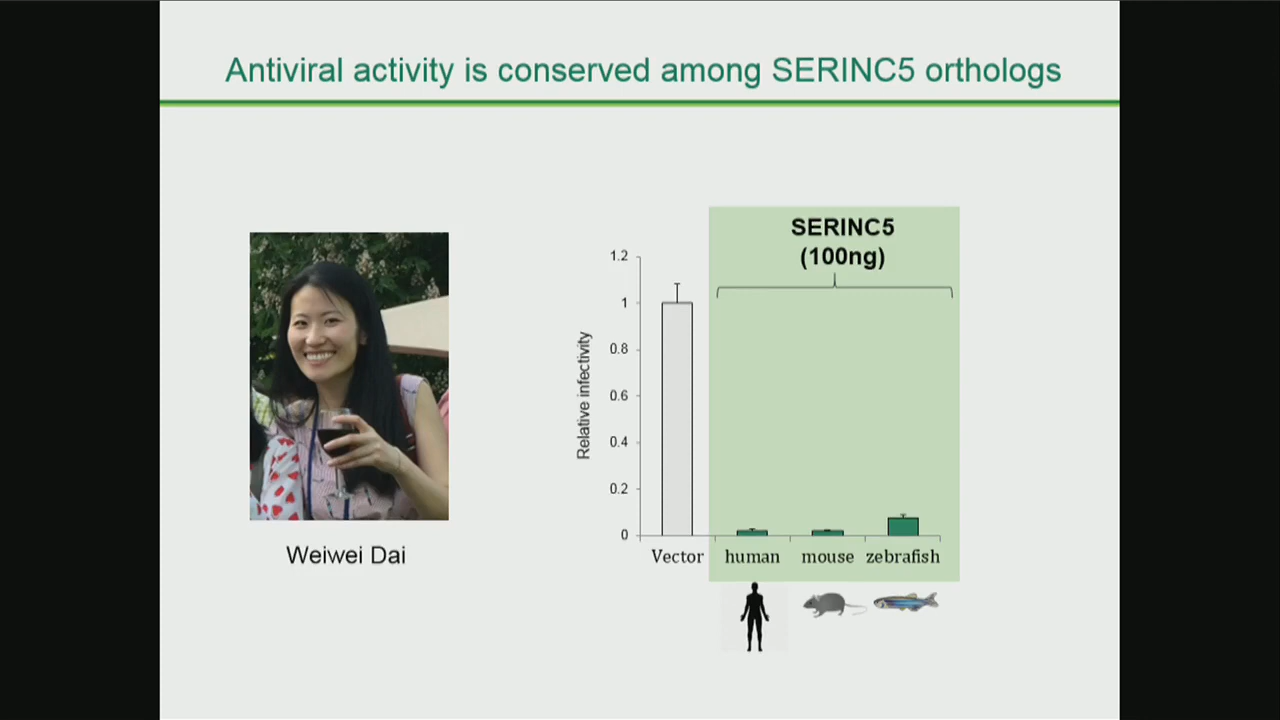 Antiviral activity is conserved among SERINC5 orthologs
SERINC5
(100ng)
1.2
1
0.8
0.6
0.4
0.2
0
Relative infectivity
Vector human mouse zebrafish
Weiwei Dai